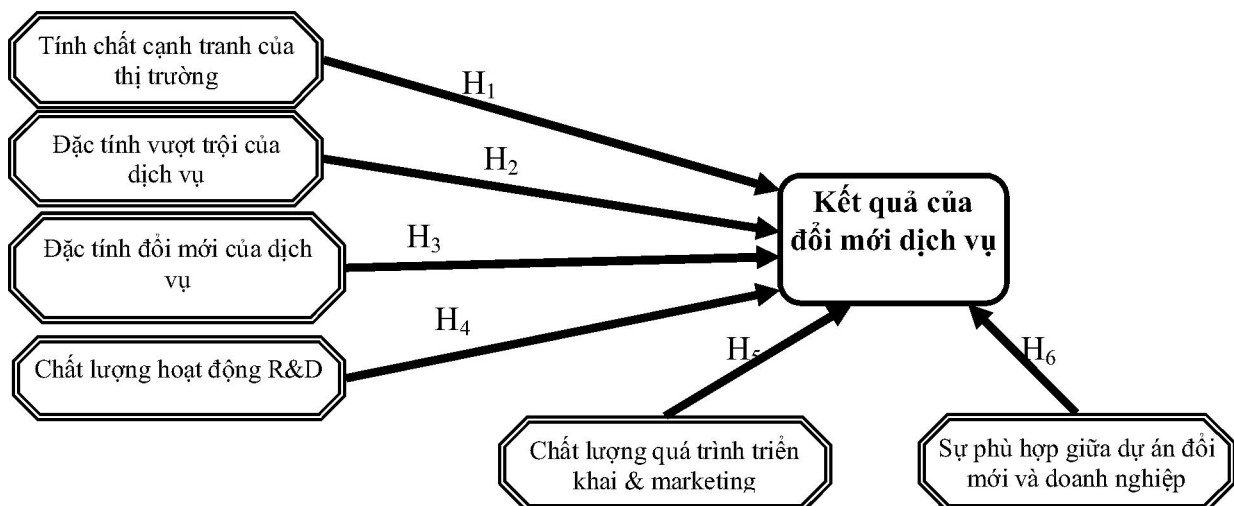 Tính chất cạnh tranh của
thị trường
H1
Đặc tính vượt trội của
dịch vụ
H2
Kết quả của
đổi mới dịch vụ
Đặc tính đổi mới của dịch
vụ
H3
H4
Chất lượng hoạt động R&D
H5
H6
Chất lượng quá trình triển
khai & marketing
Sự phù hợp giữa dự án đổi
mới và doanh nghiệp